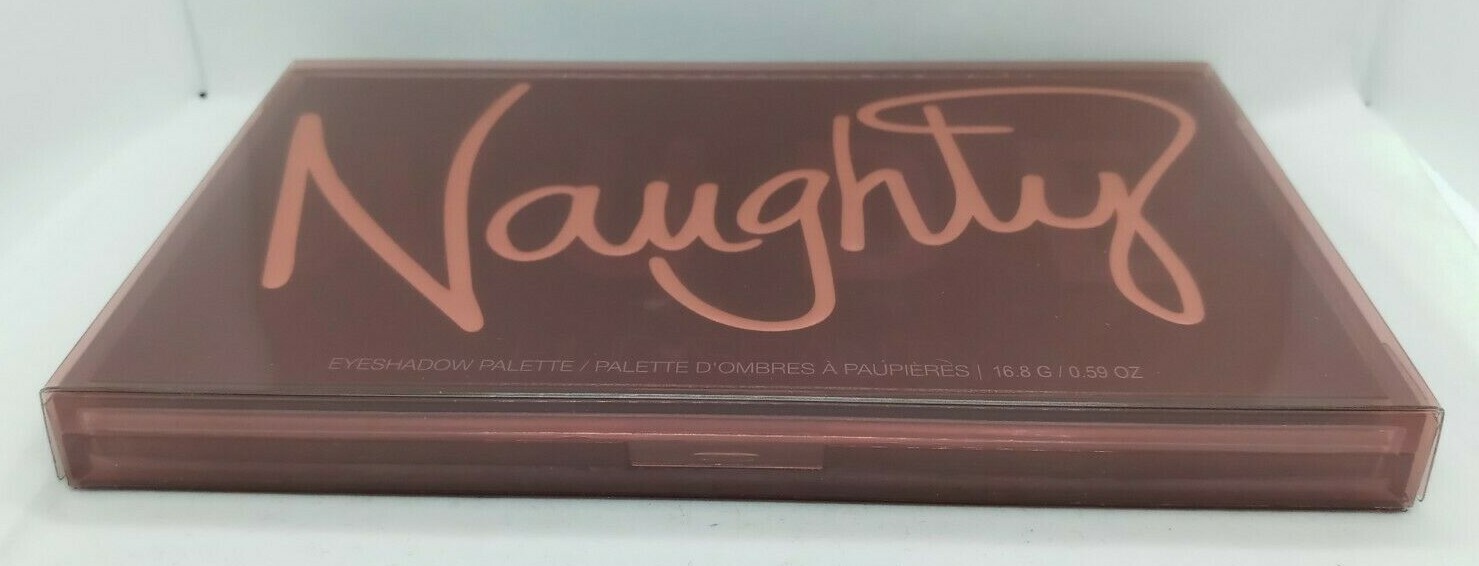 Naughty
EYESHADOW PALETTE / PALETTE D'OMBRES À PAUPIÈRES | 16.8 G / 0.59 OZ